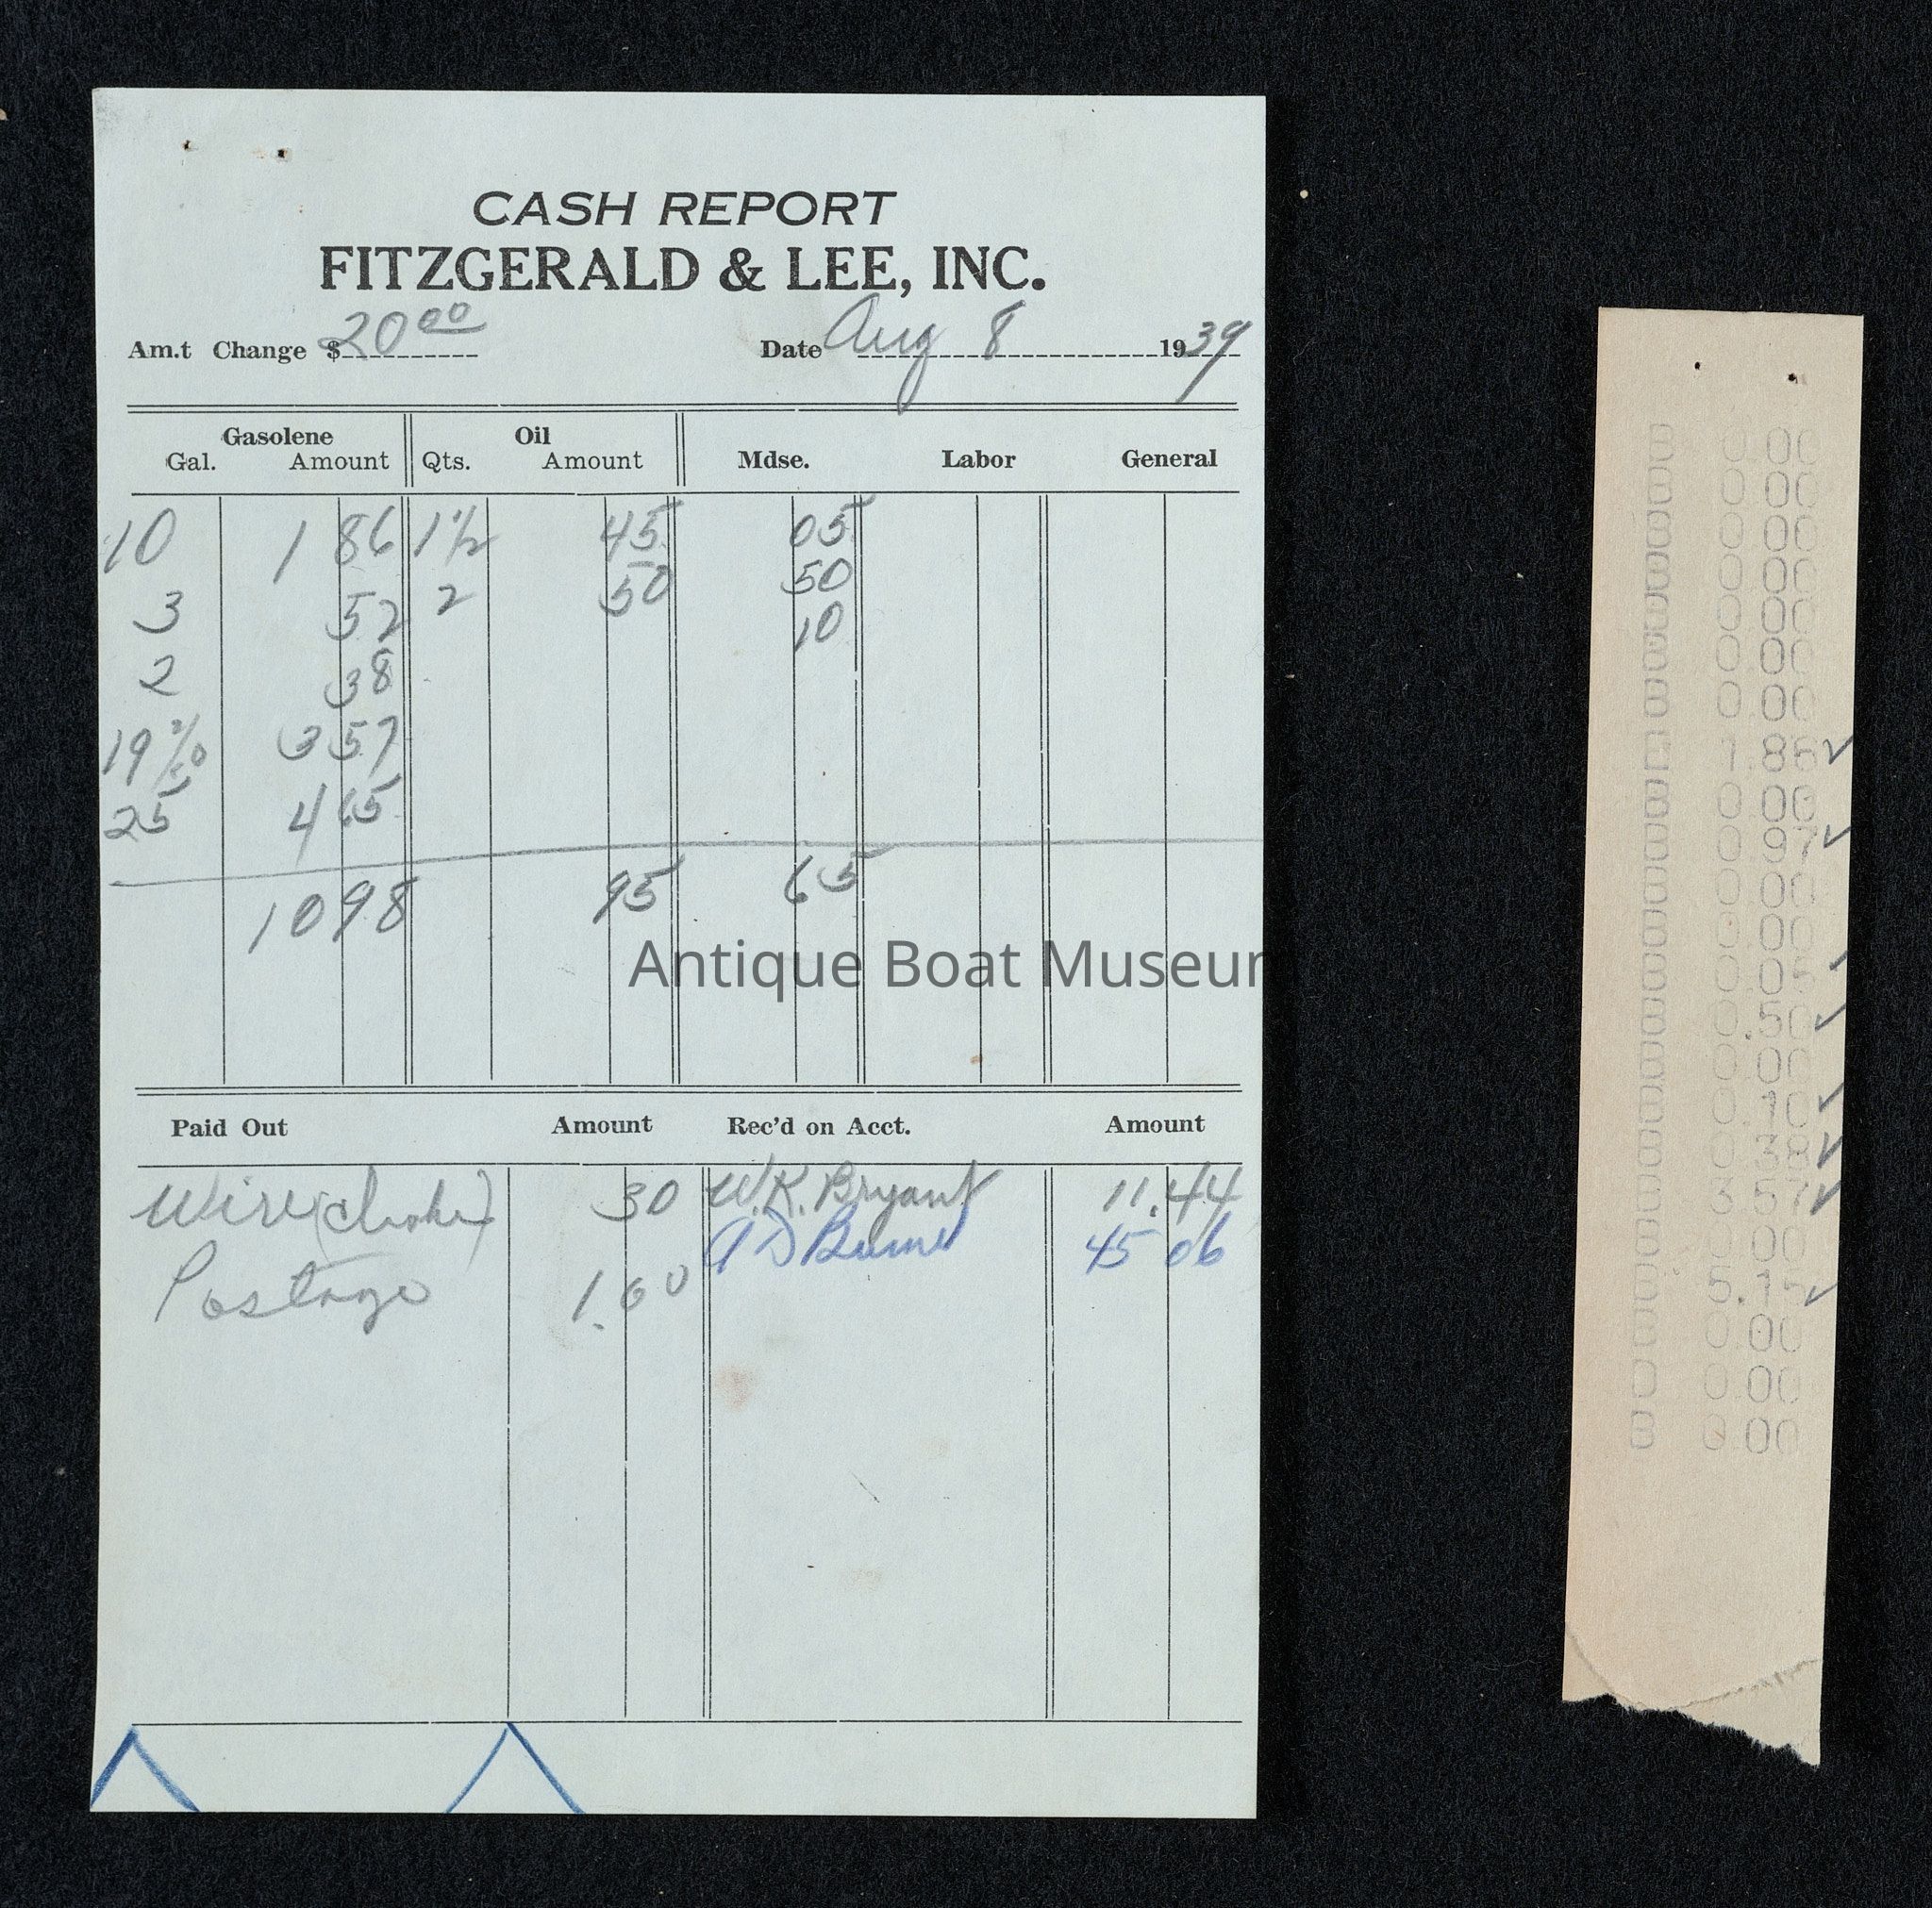 CASH REPORT
FITZGERALD & LEE, INC.
Am.t Change $ 20 00 Date Aug 8 1939
Gasolene Oil
Gal. Amount Qts. Amount Mdse. Labor General
10 1 86 1 1/2 45 05
3 52 2 50 50
2 38 10
19 2/10 3 57
25 4 65
10 98 95 65
Antique Boat Museum
Paid Out Amount Rec'd on Acct. Amount
Wire 30 W.K. Bryant 11.44
Postage 1.60 A D 45 06
0 00
0 00
0 00
0 00
0 00
0 00
0 00
1.86 ✓
0 00
0 97 ✓
0 00
0 00
0 05 ✓
0.50 ✓
0 00
0.10 ✓
0 38 ✓
3 57 ✓
0 00
5.15 ✓
0 00
0 00
0 00